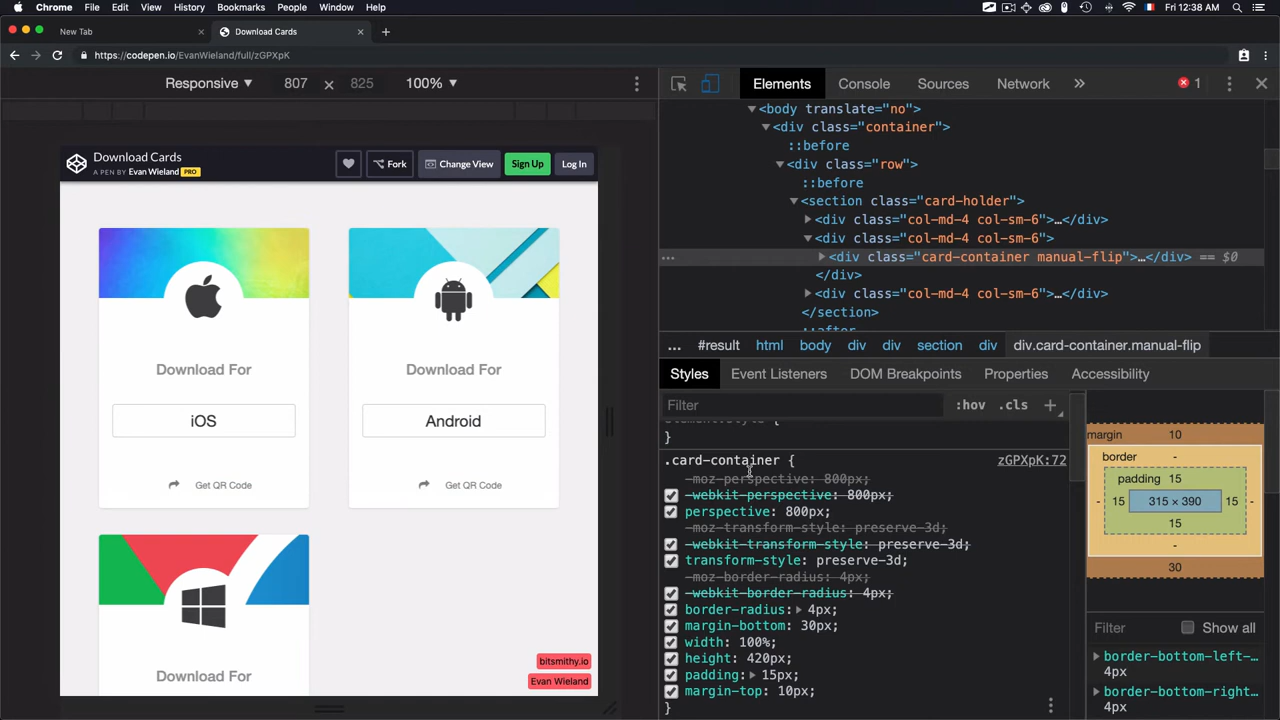 Chrome File Edit View History Bookmarks People Window Help Fri 12:38 AM
New Tab × Download Cards × +
https://codepen.io/EvanWieland/full/zGPXpK
Responsive ▼ 807 × 825 100% ▼
Elements Console Sources Network » 1
Download Cards
A PEN BY Evan Wieland PRO
Fork Change View Sign Up Log In
Download For
iOS
Get QR Code
Download For
Android
Get QR Code
Download For
bitsmithy.io
Evan Wieland
▼<body translate="no">
▼<div class="container">
::before
▼<div class="row">
::before
▼<section class="card-holder">
▶<div class="col-md-4 col-sm-6">…</div>
▼<div class="col-md-4 col-sm-6">
… ▶<div class="card-container manual-flip">…</div> == $0
</div>
▶<div class="col-md-4 col-sm-6">…</div>
</section>
::after
… #result html body div div section div div.card-container.manual-flip
Styles Event Listeners DOM Breakpoints Properties Accessibility
Filter :hov .cls +
}
.card-container { zGPXpK:72
-moz-perspective: 800px;
-webkit-perspective: 800px;
perspective: 800px;
-moz-transform-style: preserve-3d;
-webkit-transform-style: preserve-3d;
transform-style: preserve-3d;
-moz-border-radius: 4px;
-webkit-border-radius: 4px;
border-radius: ▶ 4px;
margin-bottom: 30px;
width: 100%;
height: 420px;
padding: ▶ 15px;
margin-top: 10px;
}
margin 10
border -
padding 15
- 15 315 × 390 15 -
15
-
30
Filter Show all
▶ border-bottom-left-…
4px
▶ border-bottom-right…
4px